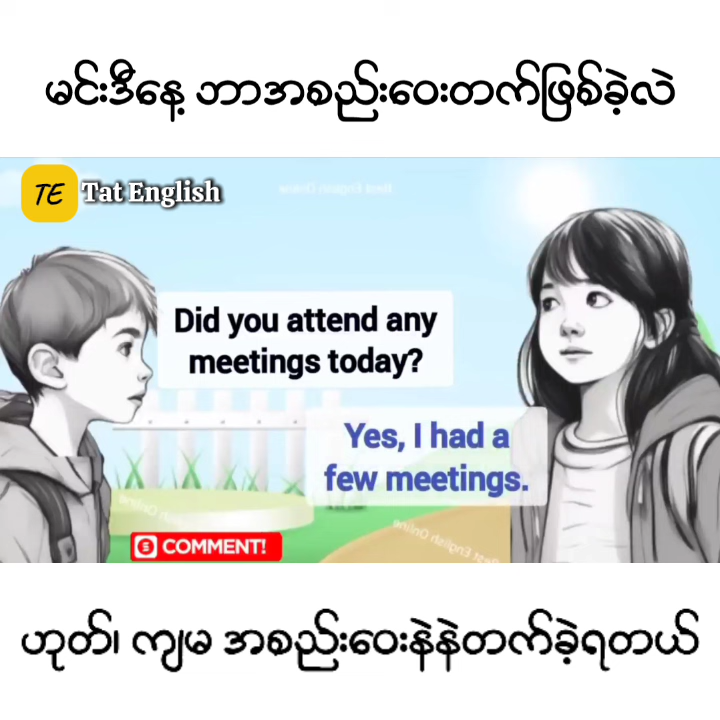 မင်းဒီနေ့ ဘာအစည်းဝေးတက်ဖြစ်ခဲ့လဲ
TE Tat English
Did you attend any
meetings today?
Yes, I had a
few meetings.
COMMENT!
ဟုတ်၊ ကျမ အစည်းဝေးနဲနဲတက်ခဲ့ရတယ်